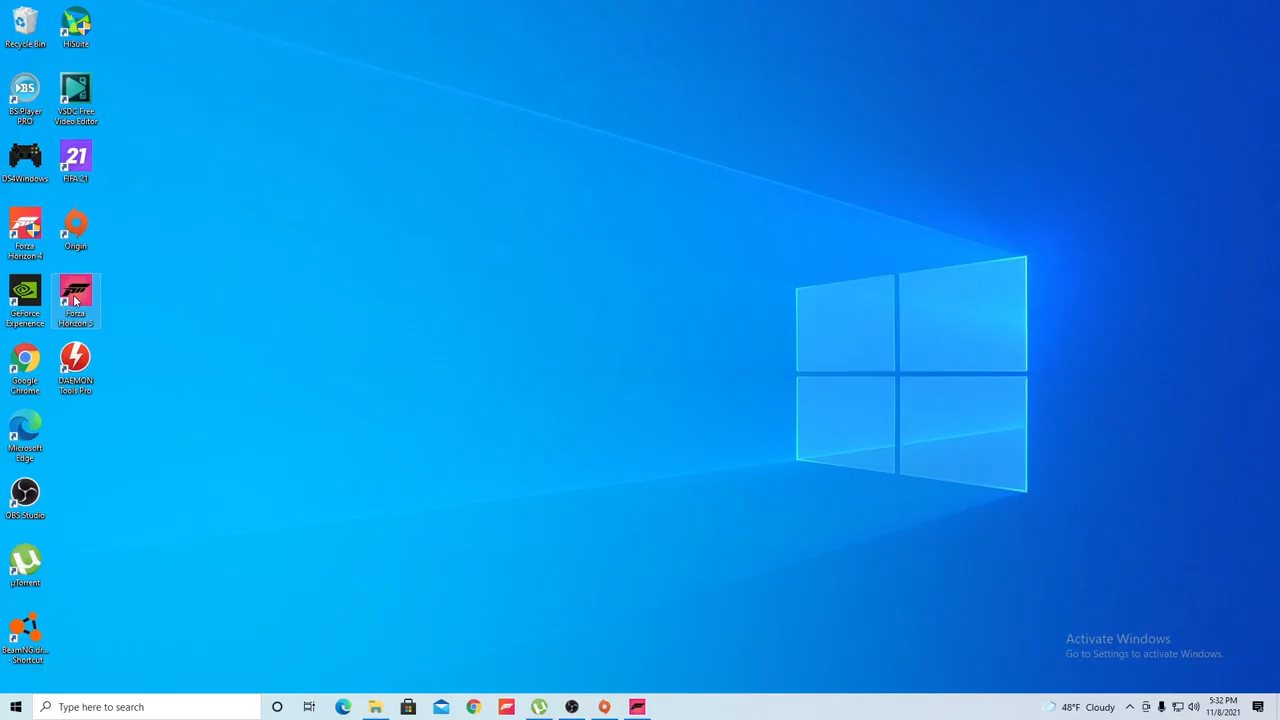 Recycle Bin
HiSuite
BS.Player
PRO
VSDC Free
Video Editor
DS4Windows
21
FIFA 21
Forza
Horizon 4
Origin
GeForce
Experience
Forza
Horizon 5
Google
Chrome
DAEMON
Tools Pro
Microsoft
Edge
OBS Studio
µTorrent
BeamNG.dr...
- Shortcut
Activate Windows
Go to Settings to activate Windows.
Type here to search
48°F Cloudy
5:32 PM
11/8/2021